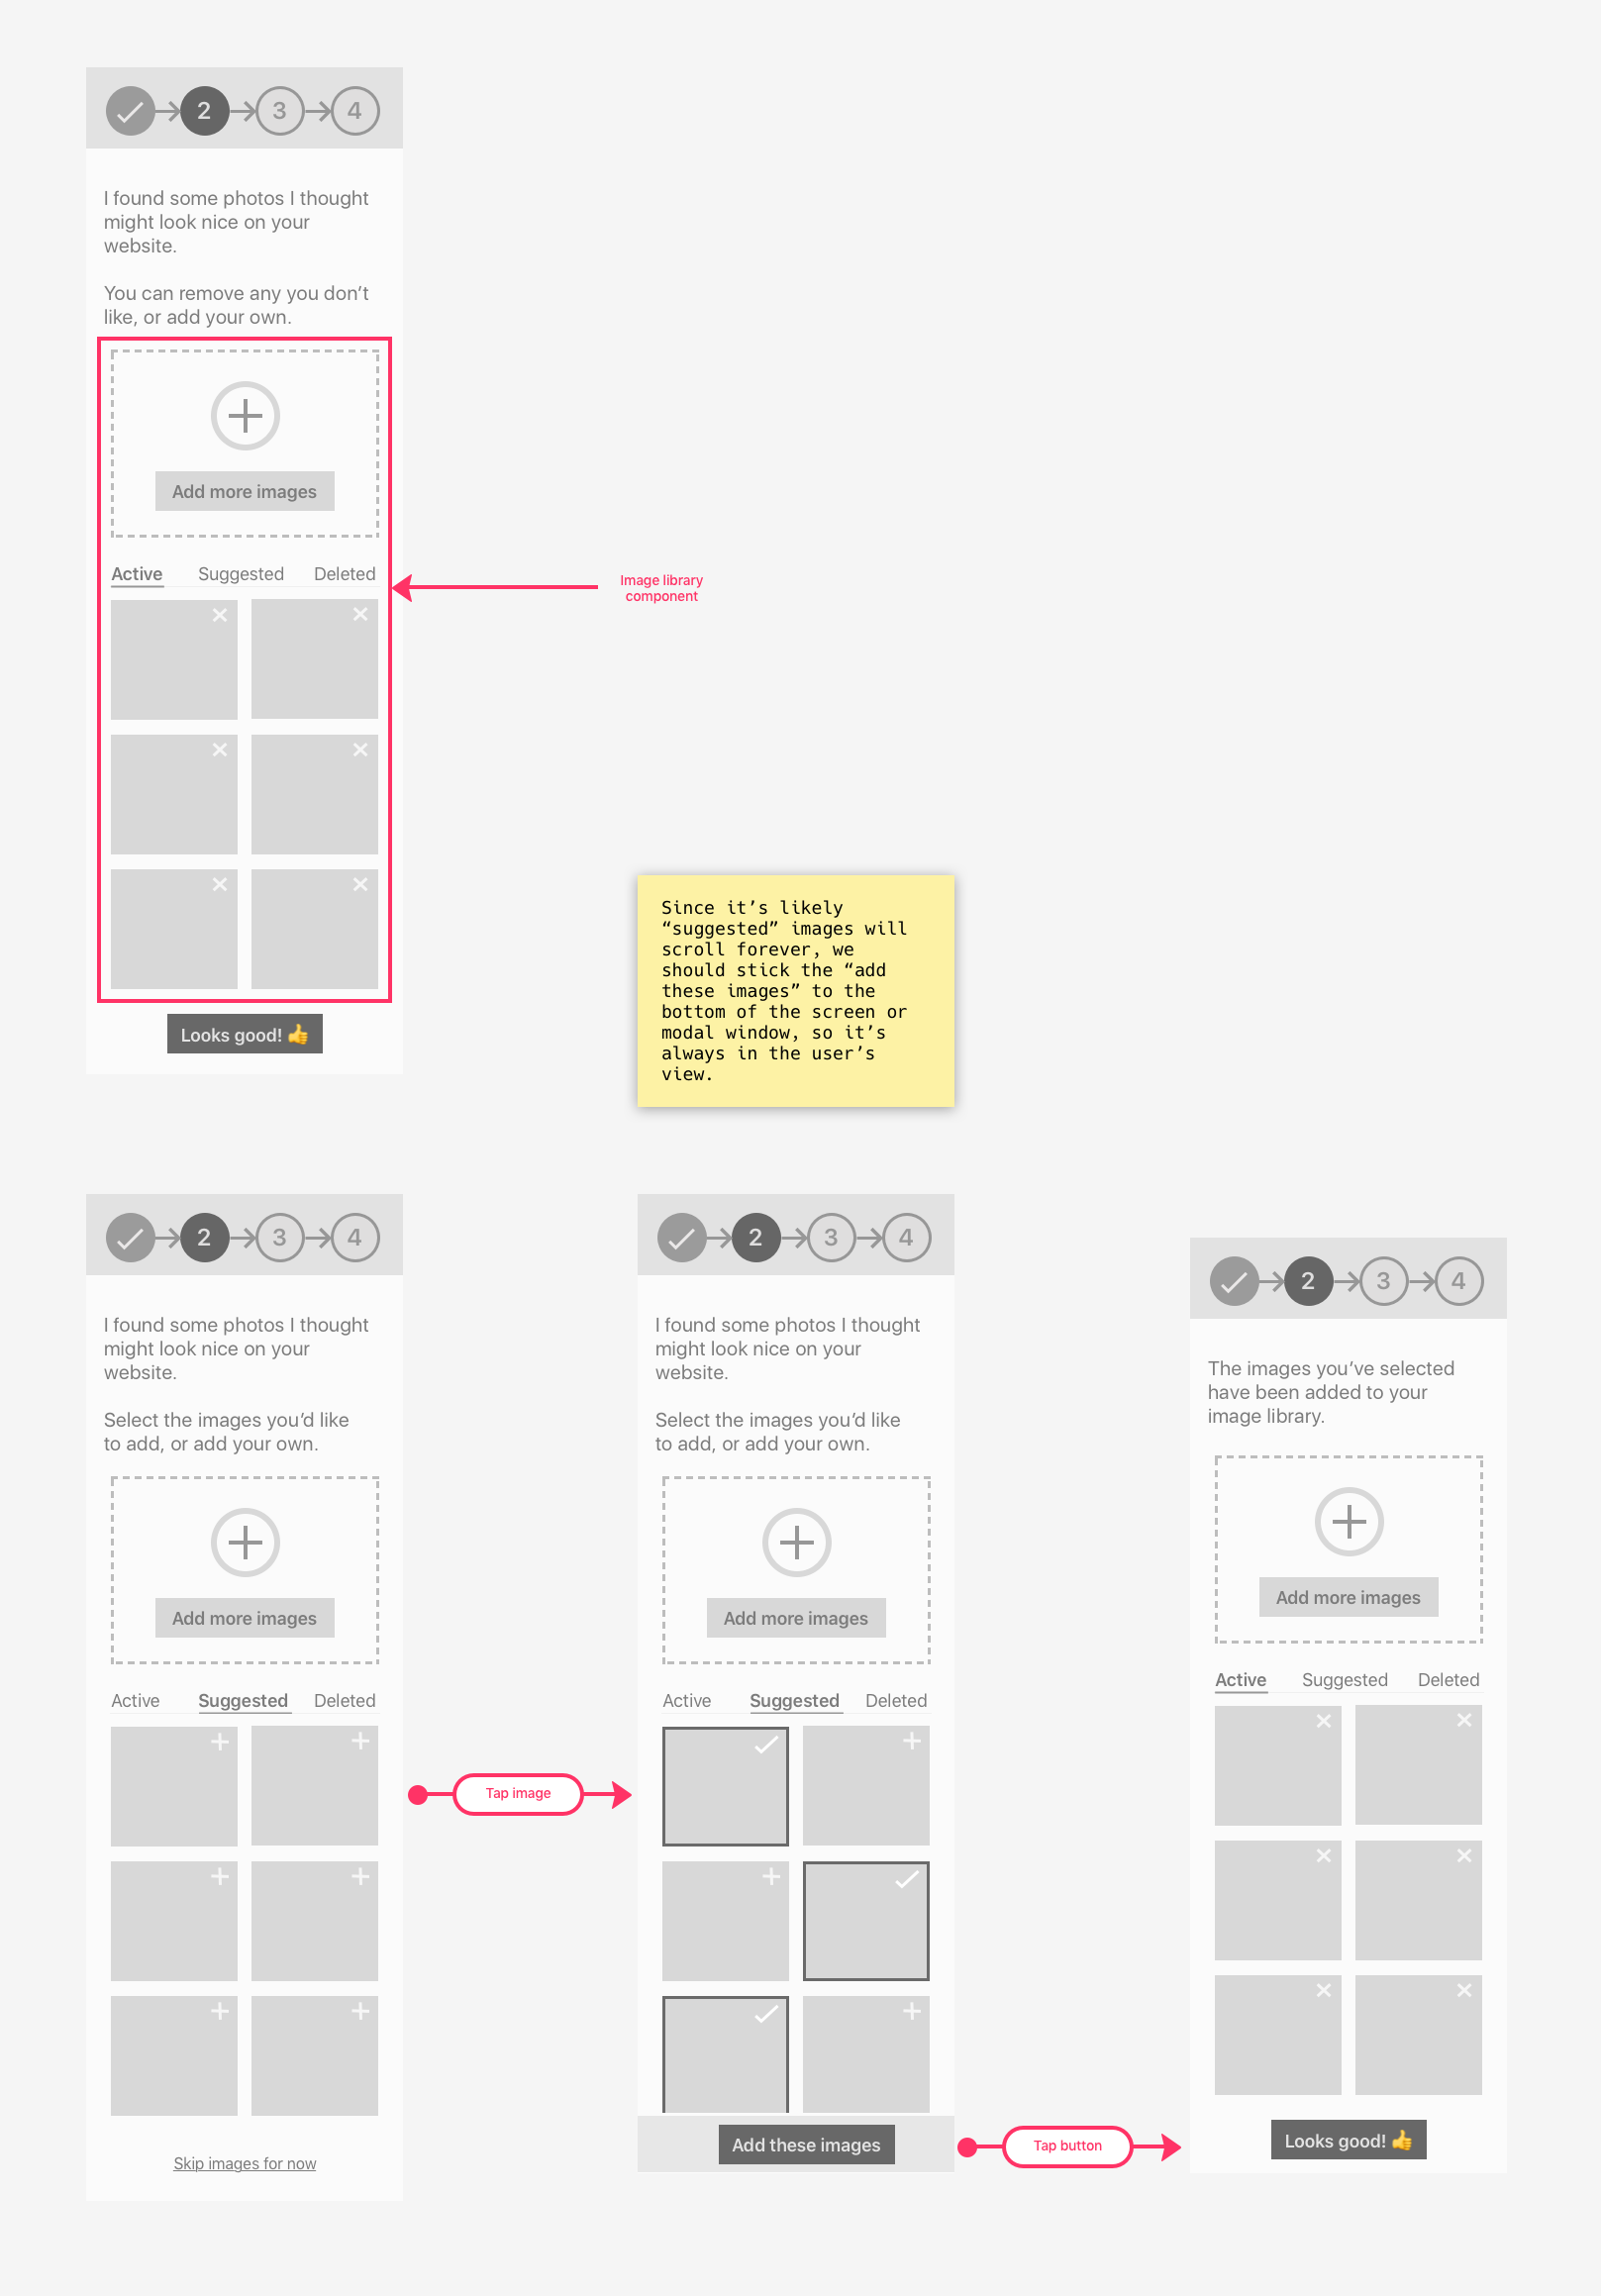 2
3
4
I found some photos I thought
might look nice on your
website.
You can remove any you don’t
like, or add your own.
Add more images
Active
Suggested
Deleted
Looks good! 👍
Image library
component
Since it’s likely
“suggested” images will
scroll forever, we
should stick the “add
these images” to the
bottom of the screen or
modal window, so it’s
always in the user’s
view.
2
3
4
I found some photos I thought
might look nice on your
website.
Select the images you’d like
to add, or add your own.
Add more images
Active
Suggested
Deleted
Skip images for now
Tap image
2
3
4
I found some photos I thought
might look nice on your
website.
Select the images you’d like
to add, or add your own.
Add more images
Active
Suggested
Deleted
Add these images
Tap button
2
3
4
The images you’ve selected
have been added to your
image library.
Add more images
Active
Suggested
Deleted
Looks good! 👍